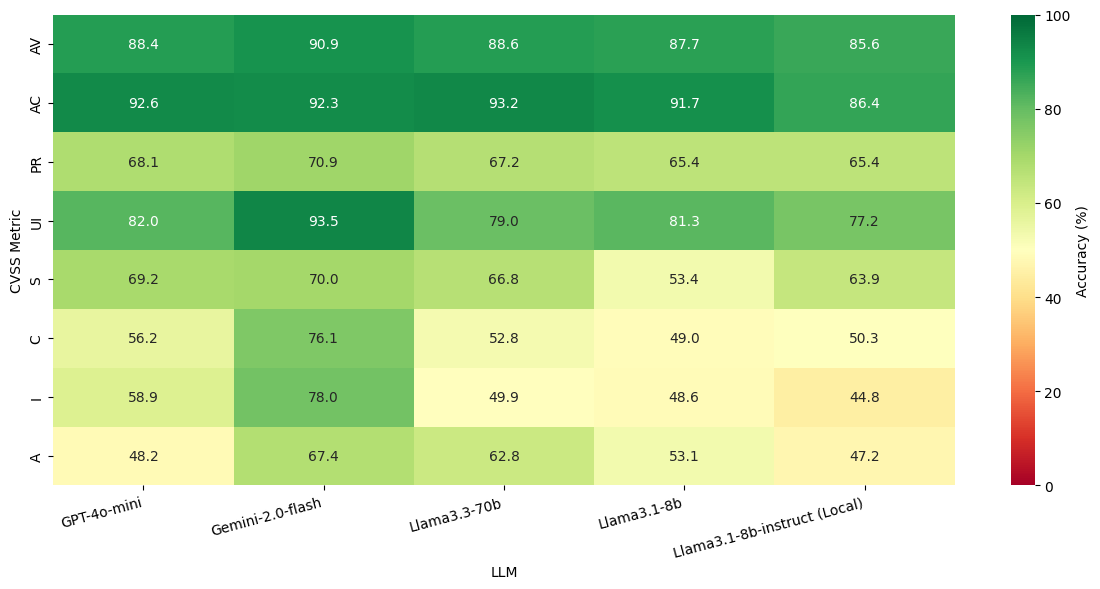 AV 88.4 90.9 88.6 87.7 85.6
AC 92.6 92.3 93.2 91.7 86.4
PR 68.1 70.9 67.2 65.4 65.4
UI 82.0 93.5 79.0 81.3 77.2
S 69.2 70.0 66.8 53.4 63.9
C 56.2 76.1 52.8 49.0 50.3
I 58.9 78.0 49.9 48.6 44.8
A 48.2 67.4 62.8 53.1 47.2
CVSS Metric
GPT-4o-mini
Gemini-2.0-flash
Llama3.3-70b
Llama3.1-8b
Llama3.1-8b-instruct (Local)
LLM
100
80
60
40
20
0
Accuracy (%)